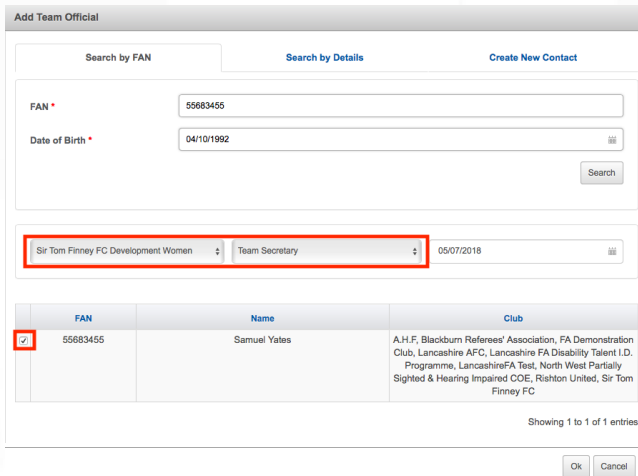 Add Team Official
Search by FAN
Search by Details
Create New Contact
FAN *
55683455
Date of Birth *
04/10/1992
Search
Sir Tom Finney FC Development Women
Team Secretary
05/07/2018
FAN
Name
Club
55683455
Samuel Yates
A.H.F, Blackburn Referees' Association, FA Demonstration
Club, Lancashire AFC, Lancashire FA Disability Talent I.D.
Programme, LancashireFA Test, North West Partially
Sighted & Hearing Impaired COE, Rishton United, Sir Tom
Finney FC
Showing 1 to 1 of 1 entries
Ok
Cancel